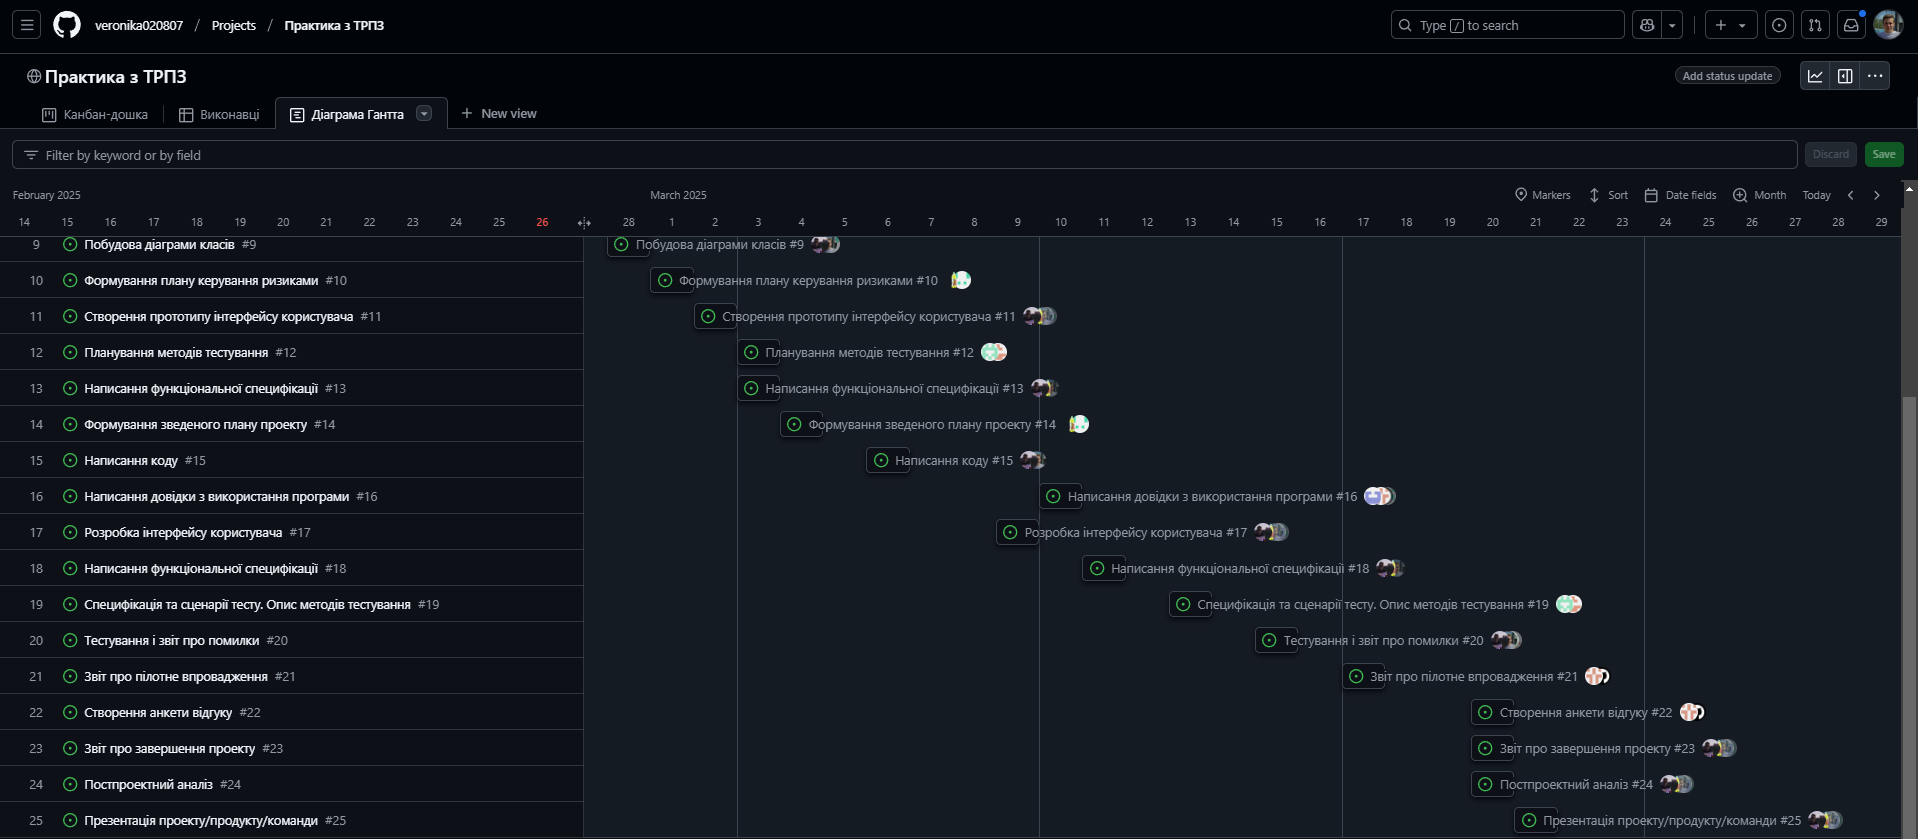 veronika020807 / Projects / Практика з ТРПЗ
Type / to search
Практика з ТРПЗ
Add status update
Канбан-дошка
Виконавці
Діаграма Гантта
New view
Filter by keyword or by field
Discard
Save
February 2025
March 2025
Markers
Sort
Date fields
Month
Today
14 15 16 17 18 19 20 21 22 23 24 25 26 28 1 2 3 4 5 6 7 8 9 10 11 12 13 14 15 16 17 18 19 20 21 22 23 24 25 26 27 28 29
9 Побудова діаграми класів #9 Побудова діаграми класів #9
10 Формування плану керування ризиками #10 Формування плану керування ризиками #10
11 Створення прототипу інтерфейсу користувача #11 Створення прототипу інтерфейсу користувача #11
12 Планування методів тестування #12 Планування методів тестування #12
13 Написання функціональної специфікації #13 Написання функціональної специфікації #13
14 Формування зведеного плану проекту #14 Формування зведеного плану проекту #14
15 Написання коду #15 Написання коду #15
16 Написання довідки з використання програми #16 Написання довідки з використання програми #16
17 Розробка інтерфейсу користувача #17 Розробка інтерфейсу користувача #17
18 Написання функціональної специфікації #18 Написання функціональної специфікації #18
19 Специфікація та сценарії тесту. Опис методів тестування #19 Специфікація та сценарії тесту. Опис методів тестування #19
20 Тестування і звіт про помилки #20 Тестування і звіт про помилки #20
21 Звіт про пілотне впровадження #21 Звіт про пілотне впровадження #21
22 Створення анкети відгуку #22 Створення анкети відгуку #22
23 Звіт про завершення проекту #23 Звіт про завершення проекту #23
24 Постпроектний аналіз #24 Постпроектний аналіз #24
25 Презентація проекту/продукту/команди #25 Презентація проекту/продукту/команди #25